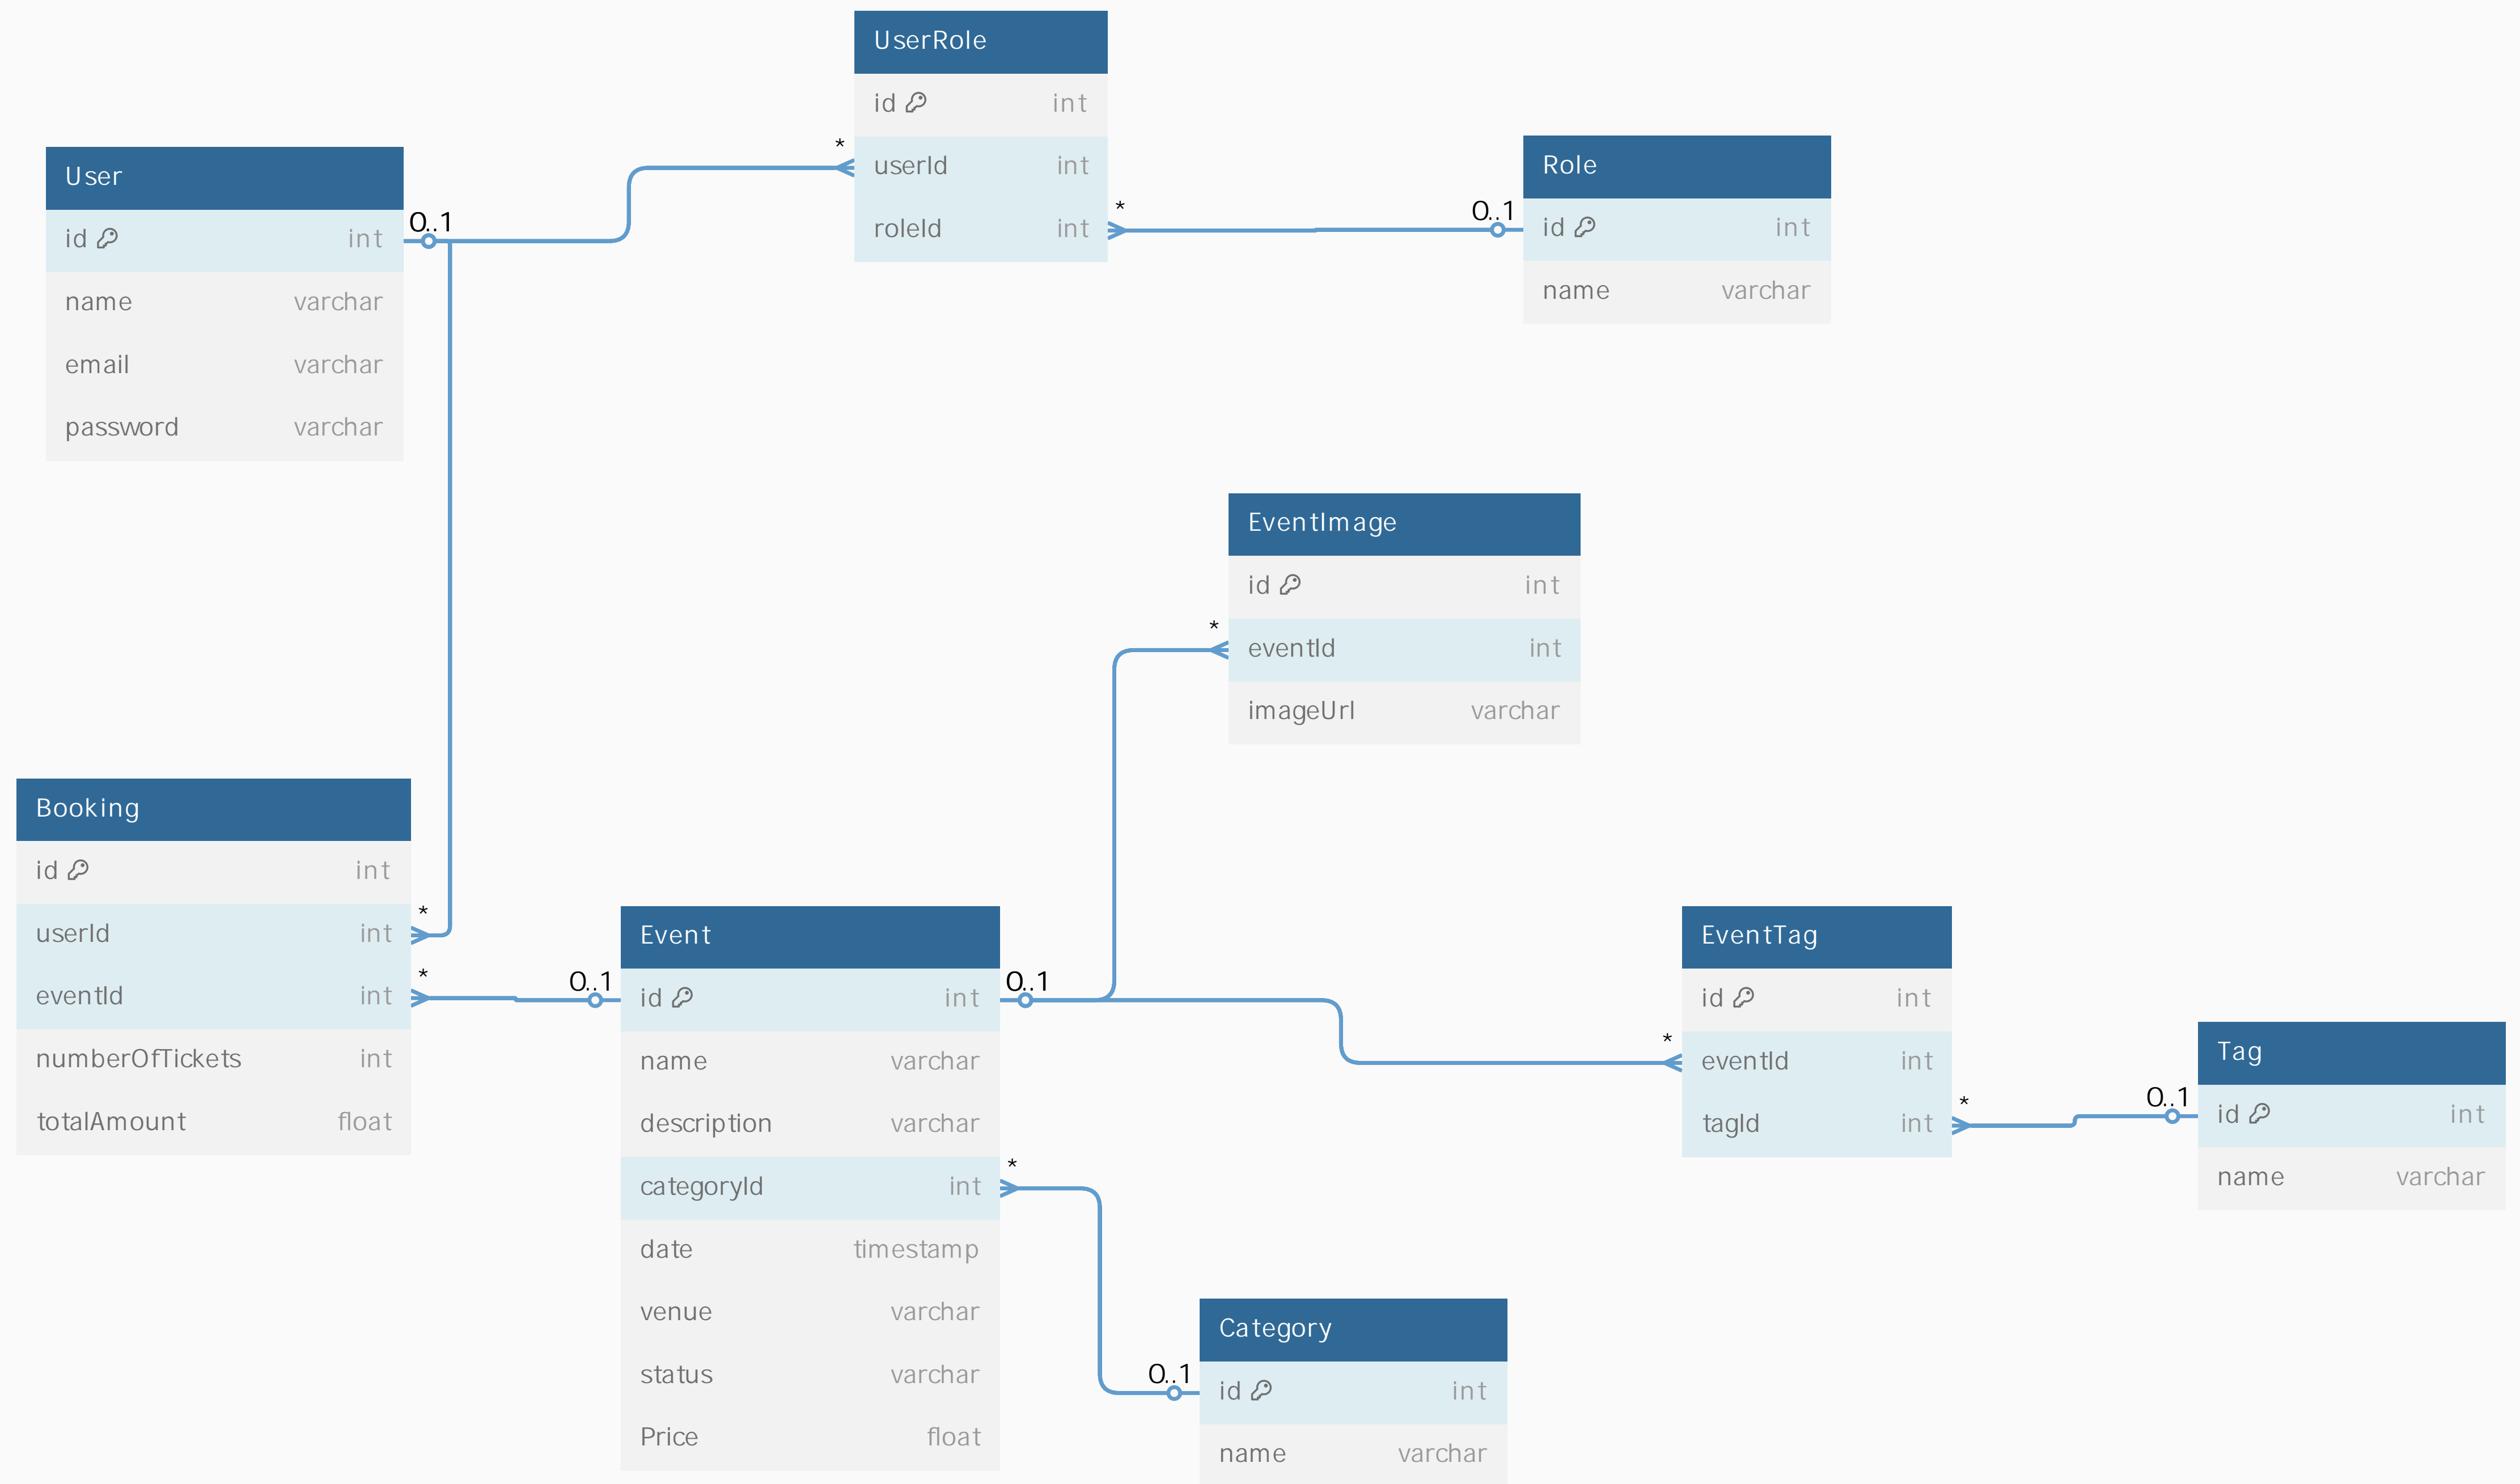 UserRole
id int
* userId int
* roleId int
Role
0..1 id int
name varchar
User
0..1
id int
name varchar
email varchar
password varchar
EventImage
id int
* eventId int
imageUrl varchar
Booking
id int
* userId int
* eventId int
numberOfTickets int
totalAmount float
Event
0..1 id int 0..1
name varchar
description varchar
* categoryId int
date timestamp
venue varchar
status varchar
Price float
EventTag
id int
* eventId int
* tagId int
Tag
0..1 id int
name varchar
Category
0..1 id int
name varchar